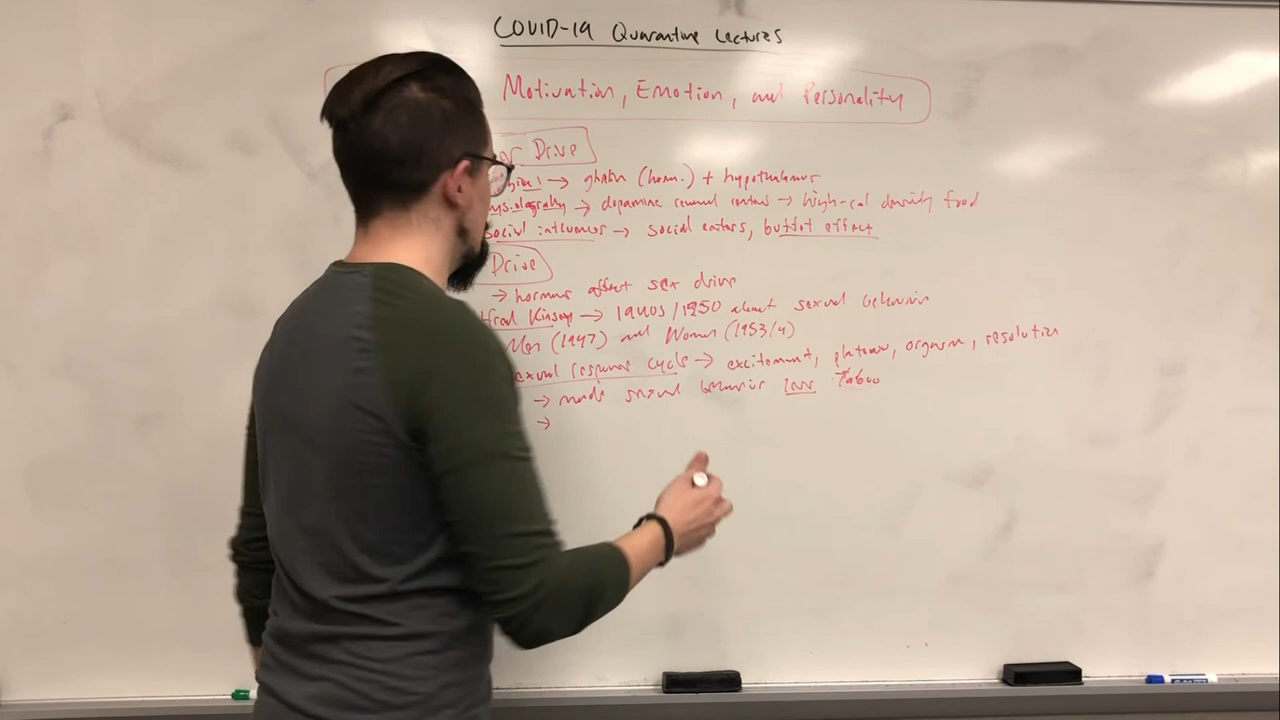 COVID-19 Quarantine Lectures
Motivation, Emotion, and Personality
Drive
→ ghrelin (horm.) + hypothalamus
→ dopamine reward centers → high-cal density food
social influences → social eaters, buffet effect
Drive
→ hormones affect sex drive
Kinsey → 1940s/1950 about sexual behavior
Men (1947) and Women (1953/4)
sexual response cycle → excitement, plateau, orgasm, resolution
→ made sexual behavior less Taboo
→